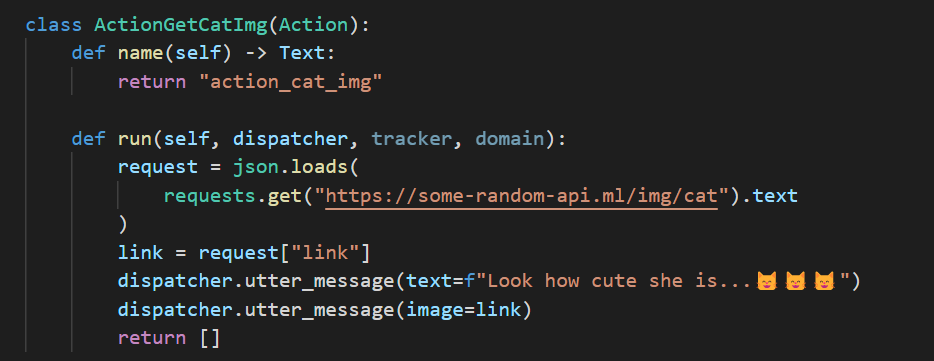 class ActionGetCatImg(Action):
    def name(self) -> Text:
        return "action_cat_img"

    def run(self, dispatcher, tracker, domain):
        request = json.loads(
            requests.get("https://some-random-api.ml/img/cat").text
        )
        link = request["link"]
        dispatcher.utter_message(text=f"Look how cute she is...😸😸😸")
        dispatcher.utter_message(image=link)
        return []